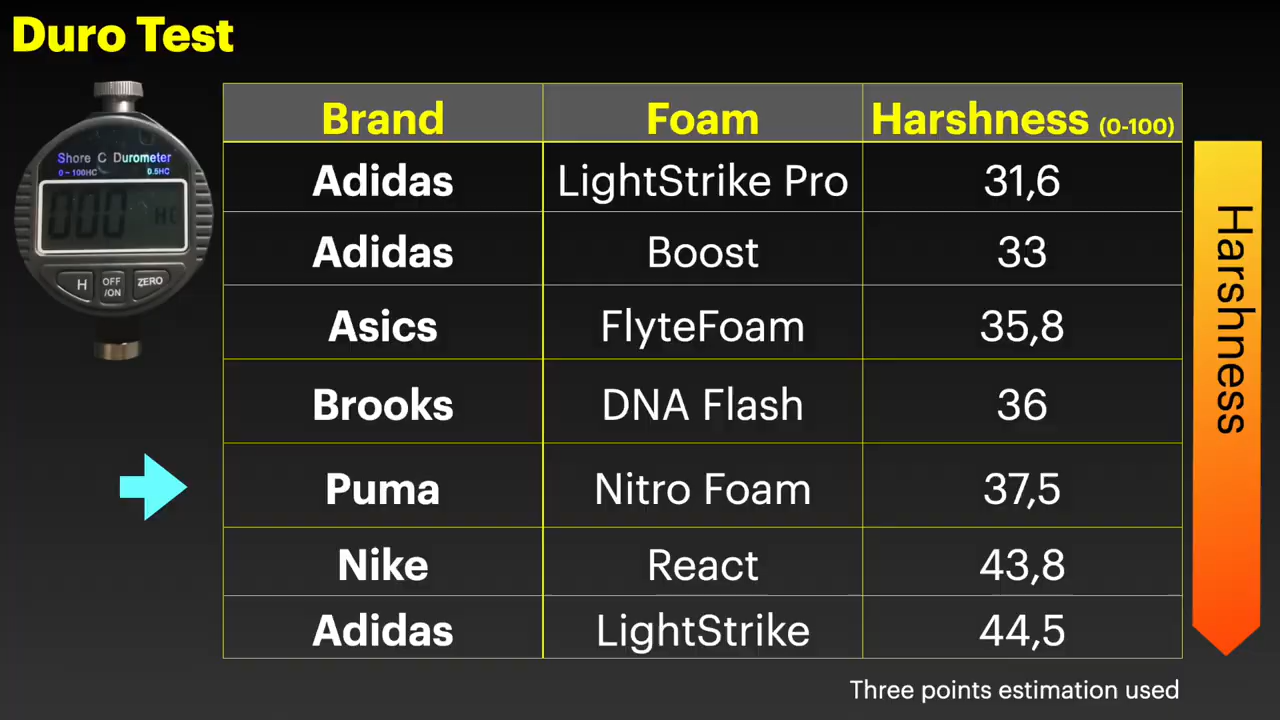 Duro Test
Shore C Durometer
0-100HC 0.5HC
000 HC
H OFF/ON ZERO
Brand Foam Harshness (0-100)
Adidas LightStrike Pro 31,6
Adidas Boost 33
Asics FlyteFoam 35,8
Brooks DNA Flash 36
Puma Nitro Foam 37,5
Nike React 43,8
Adidas LightStrike 44,5
Harshness
Three points estimation used